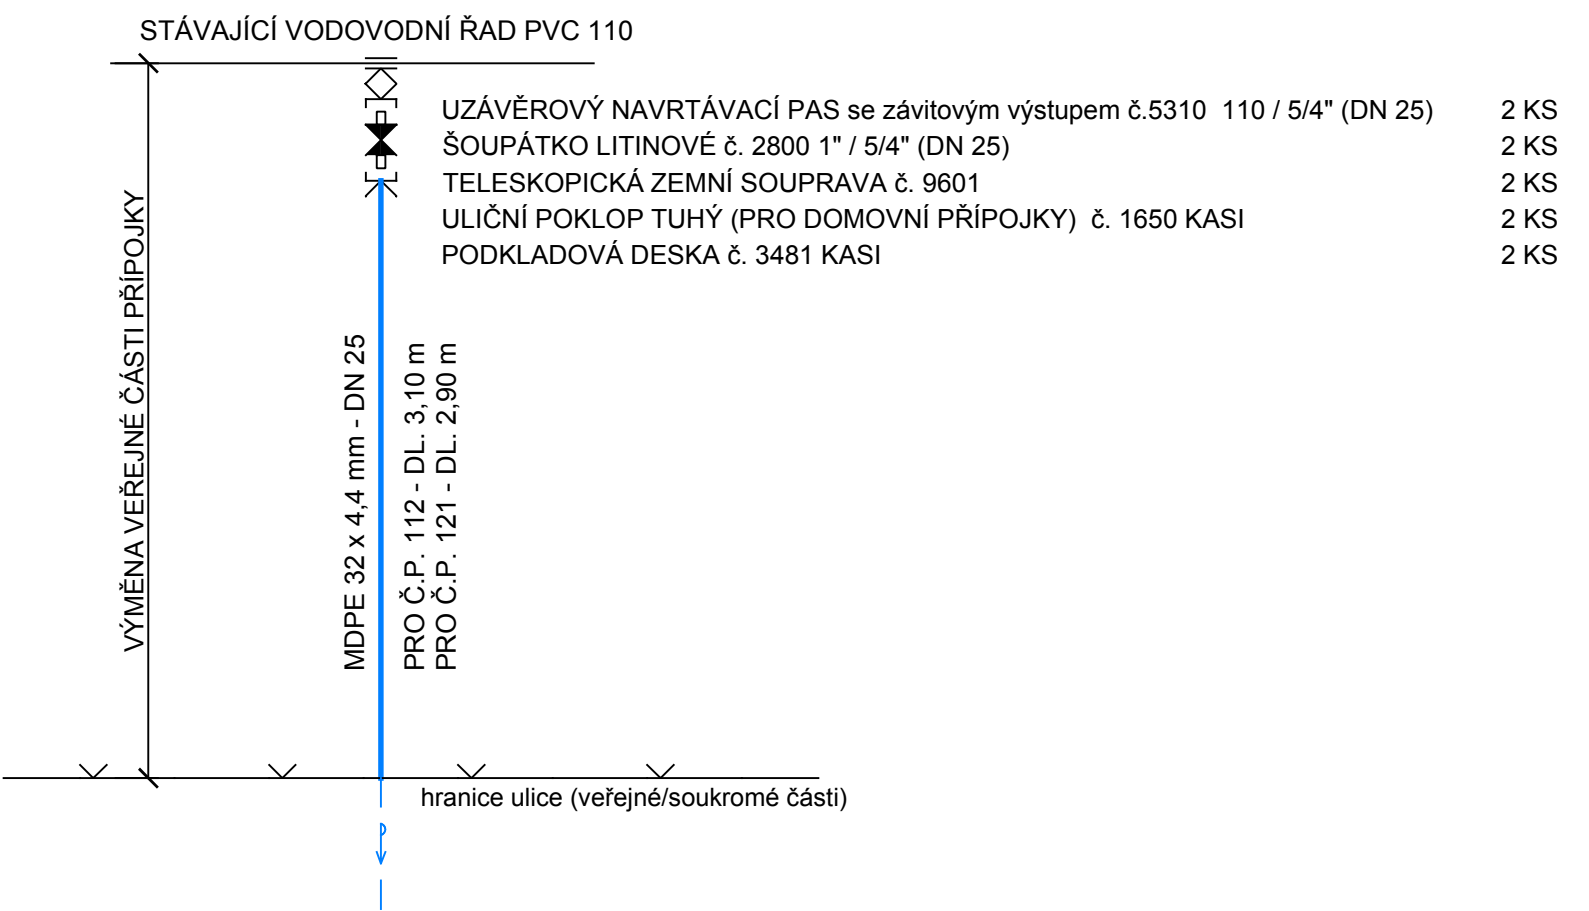 STÁVAJÍCÍ VODOVODNÍ ŘAD PVC 110
UZÁVĚROVÝ NAVRTÁVACÍ PAS se závitovým výstupem č.5310 110 / 5/4" (DN 25) 2 KS
ŠOUPÁTKO LITINOVÉ č. 2800 1" / 5/4" (DN 25) 2 KS
TELESKOPICKÁ ZEMNÍ SOUPRAVA č. 9601 2 KS
ULIČNÍ POKLOP TUHÝ (PRO DOMOVNÍ PŘÍPOJKY) č. 1650 KASI 2 KS
PODKLADOVÁ DESKA č. 3481 KASI 2 KS
VÝMĚNA VEŘEJNÉ ČÁSTI PŘÍPOJKY
MDPE 32 x 4,4 mm - DN 25
PRO Č.P. 112 - DL. 3,10 m
PRO Č.P. 121 - DL. 2,90 m
hranice ulice (veřejné/soukromé části)